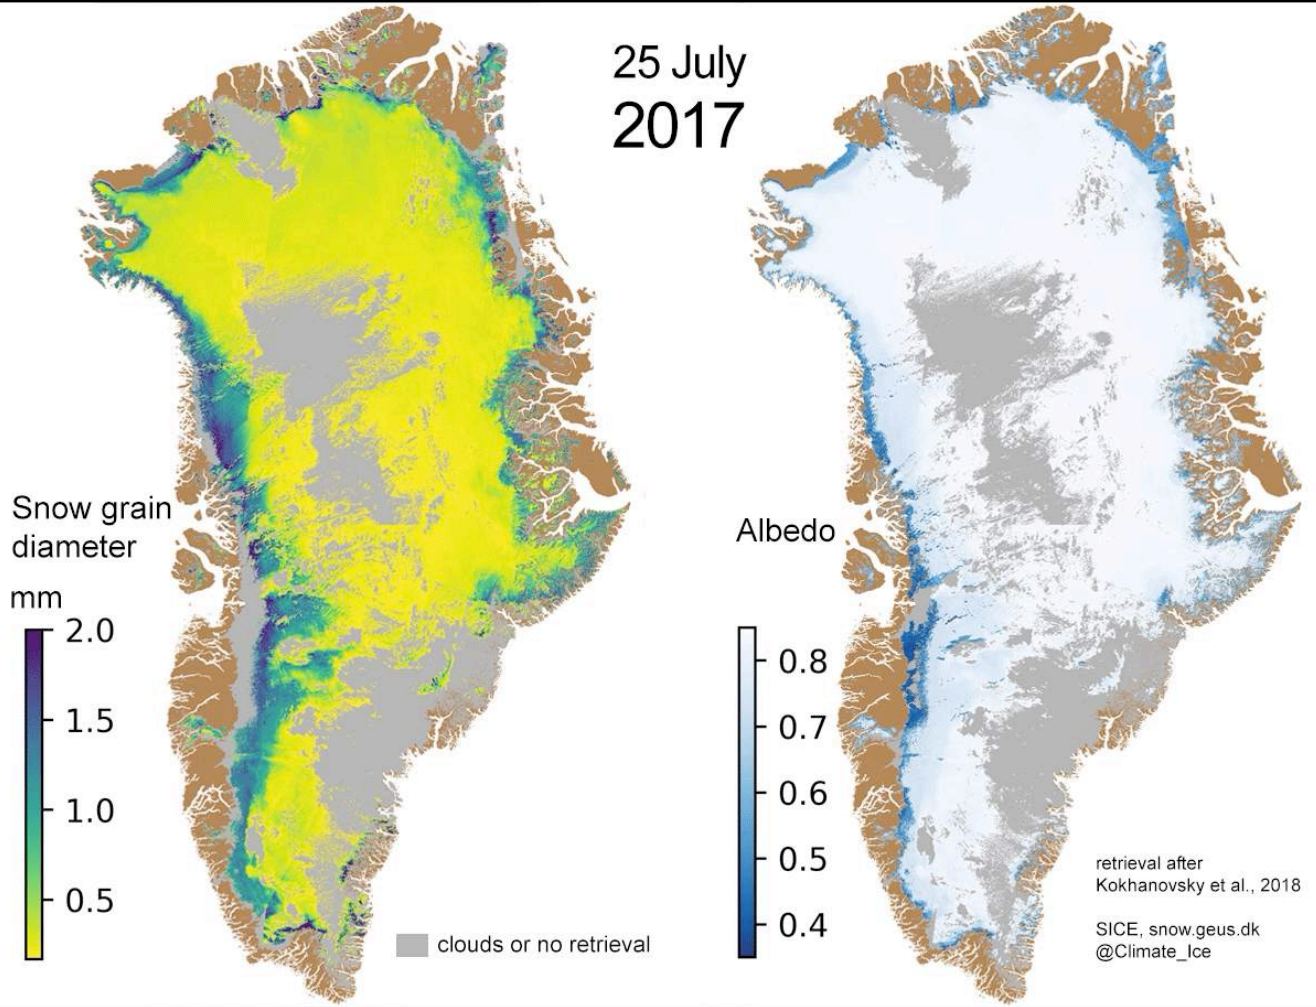 25 July
2017
Snow grain
diameter
mm
2.0
1.5
1.0
0.5
clouds or no retrieval
Albedo
0.8
0.7
0.6
0.5
0.4
retrieval after
Kokhanovsky et al., 2018
SICE, snow.geus.dk
@Climate_Ice